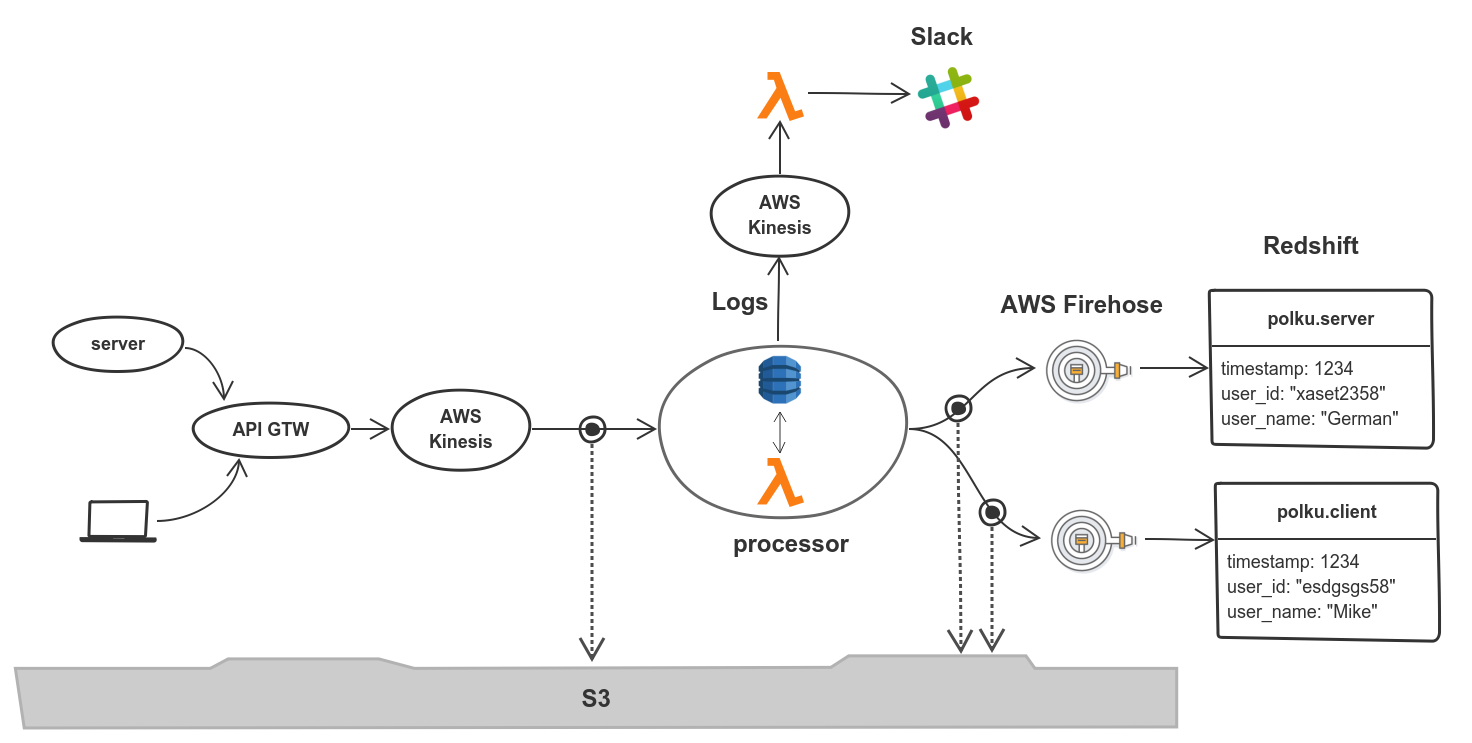 Slack
AWS
Kinesis
Logs
server
API GTW
AWS
Kinesis
processor
AWS Firehose
Redshift
polku.server
timestamp: 1234
user_id: "xaset2358"
user_name: "German"
polku.client
timestamp: 1234
user_id: "esdgsgs58"
user_name: "Mike"
S3